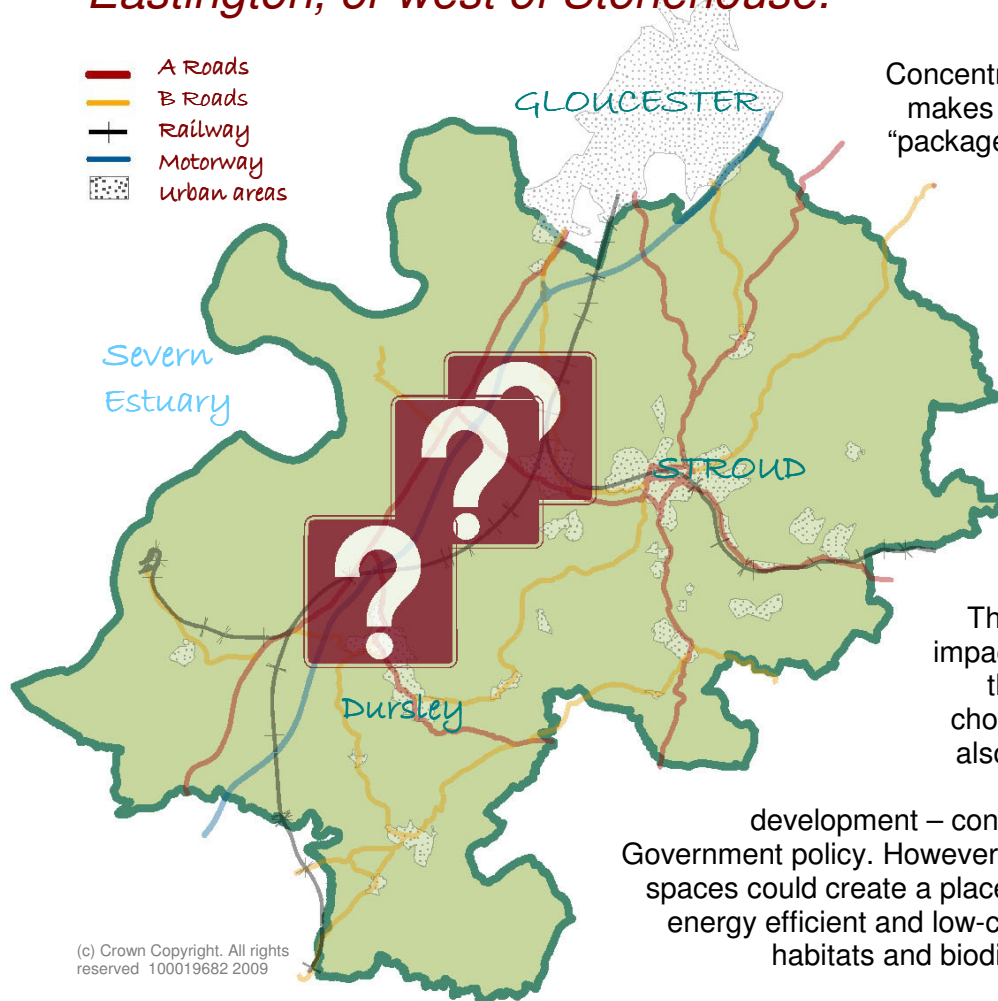 Eastington, or west of Stonehouse.
A Roads
B Roads
Railway
Motorway
Urban areas
GLOUCESTER
Concentr
makes
“package
Severn
Estuary
?
?
?
STROUD
Dursley
Th
impac
th
cho
also
development – con
Government policy. However
spaces could create a place
energy efficient and low-c
habitats and biodi
(c) Crown Copyright. All rights
reserved 100019682 2009